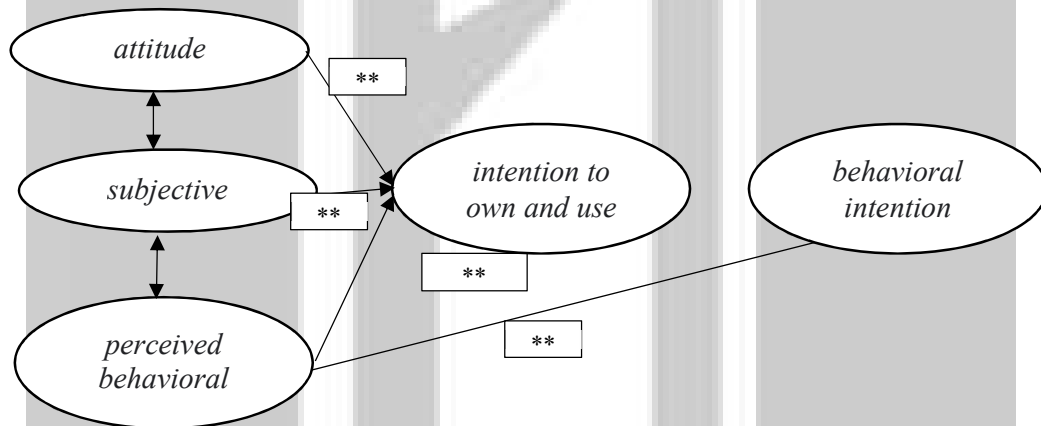 attitude
**
subjective
**
intention to
own and use
behavioral
intention
**
perceived
behavioral
**